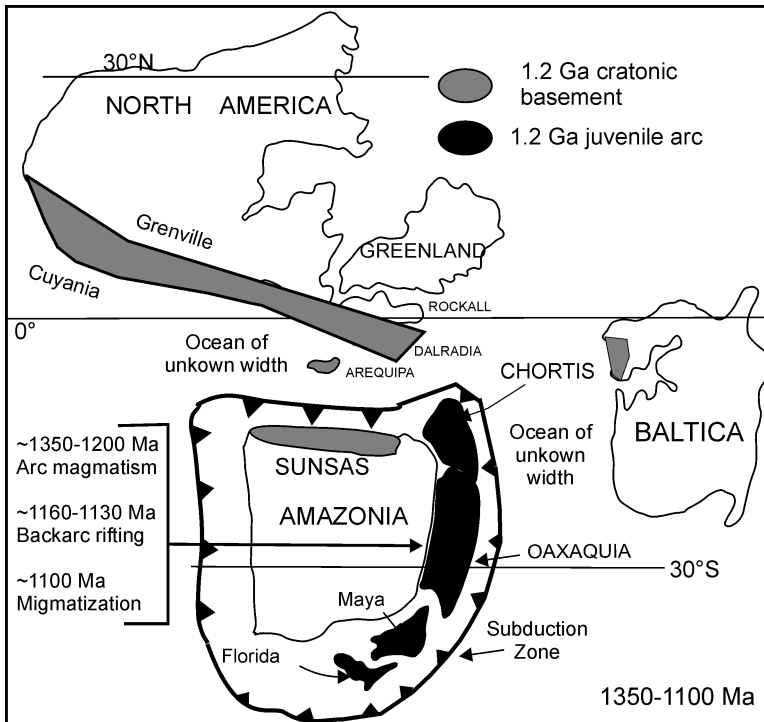 30°N
NORTH AMERICA
1.2 Ga cratonic
basement
1.2 Ga juvenile arc
Grenville
Cuyania
GREENLAND
ROCKALL
0°
DALRADIA
Ocean of
unkown width
AREQUIPA
CHORTIS
~1350-1200 Ma
Arc magmatism
~1160-1130 Ma
Backarc rifting
~1100 Ma
Migmatization
SUNSAS
AMAZONIA
Ocean of
unknown width
BALTICA
OAXAQUIA
30°S
Maya
Florida
Subduction
Zone
1350-1100 Ma